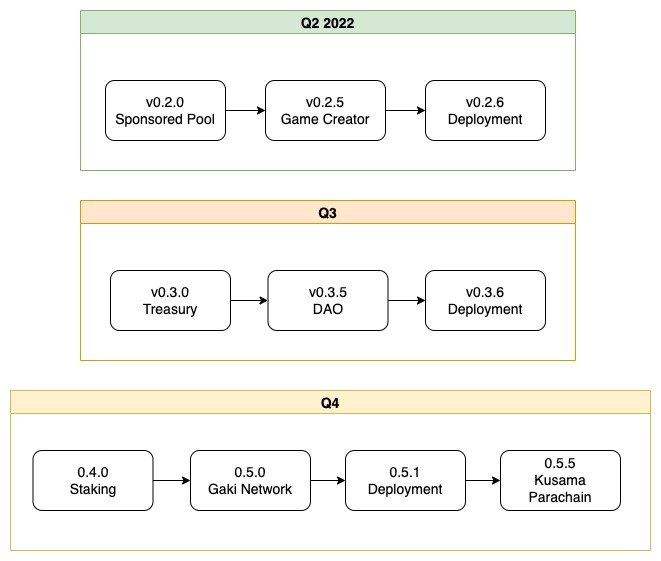 Q2 2022
v0.2.0
Sponsored Pool
v0.2.5
Game Creator
v0.2.6
Deployment
Q3
v0.3.0
Treasury
v0.3.5
DAO
v0.3.6
Deployment
Q4
0.4.0
Staking
0.5.0
Gaki Network
0.5.1
Deployment
0.5.5
Kusama
Parachain